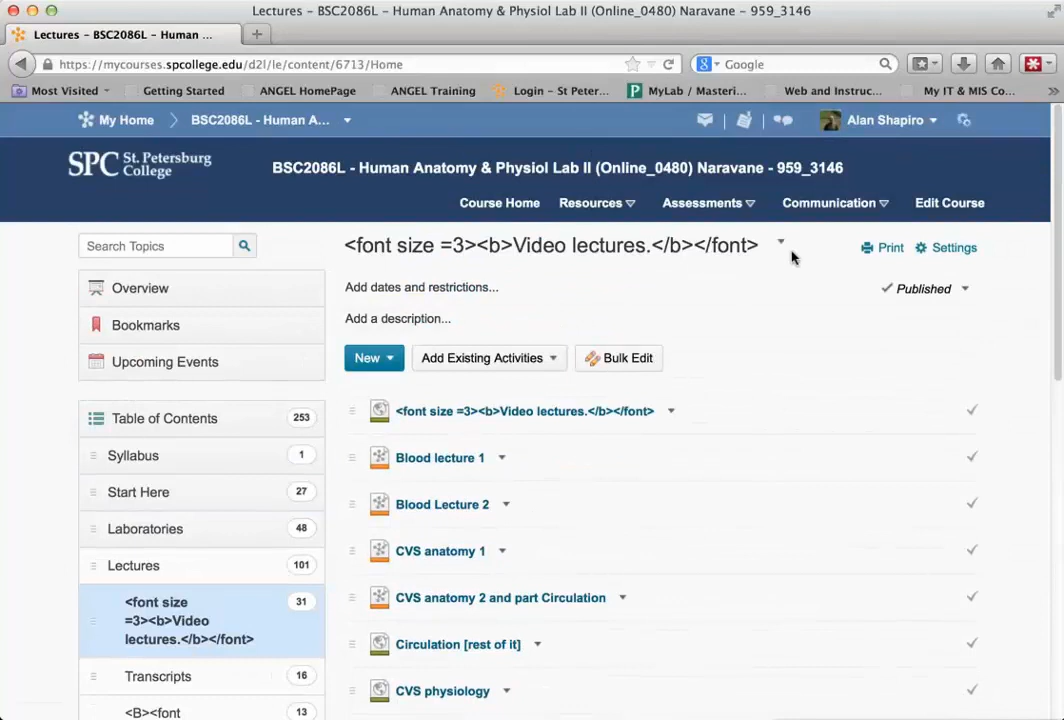 Lectures – BSC2086L – Human Anatomy & Physiol Lab II (Online_0480) Naravane – 959_3146
Lectures – BSC2086L – Human ...
https://mycourses.spcollege.edu/d2l/le/content/6713/Home
Google
Most Visited
Getting Started
ANGEL HomePage
ANGEL Training
Login – St Peter...
MyLab / Masteri...
Web and Instruc...
My IT & MIS Co...
My Home
BSC2086L - Human A...
Alan Shapiro
SPC St. Petersburg College
BSC2086L - Human Anatomy & Physiol Lab II (Online_0480) Naravane - 959_3146
Course Home
Resources
Assessments
Communication
Edit Course
Search Topics
Overview
Bookmarks
Upcoming Events
Table of Contents 253
Syllabus 1
Start Here 27
Laboratories 48
Lectures 101
<font size 31
=3><b>Video
lectures.</b></font>
Transcripts 16
<B><font 13
<font size =3><b>Video lectures.</b></font>
Print
Settings
Add dates and restrictions...
Published
Add a description...
New
Add Existing Activities
Bulk Edit
<font size =3><b>Video lectures.</b></font>
Blood lecture 1
Blood Lecture 2
CVS anatomy 1
CVS anatomy 2 and part Circulation
Circulation [rest of it]
CVS physiology